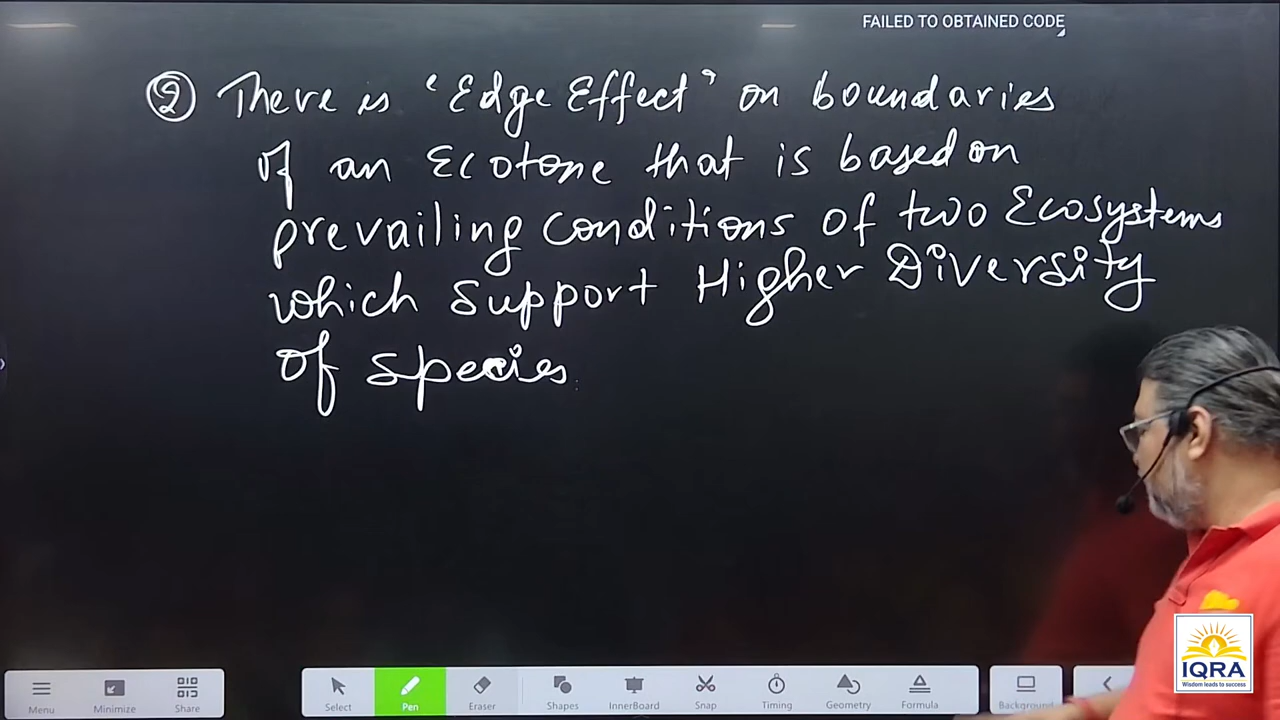 FAILED TO OBTAINED CODE
② There is 'Edge Effect' on boundaries
of an Ecotone that is based on
prevailing conditions of two Ecosystems
which support Higher Diversity
of species
Menu Minimize Share Select Pen Eraser Shapes InnerBoard Snap Timing Geometry Formula Background
IQRA
Wisdom leads to success